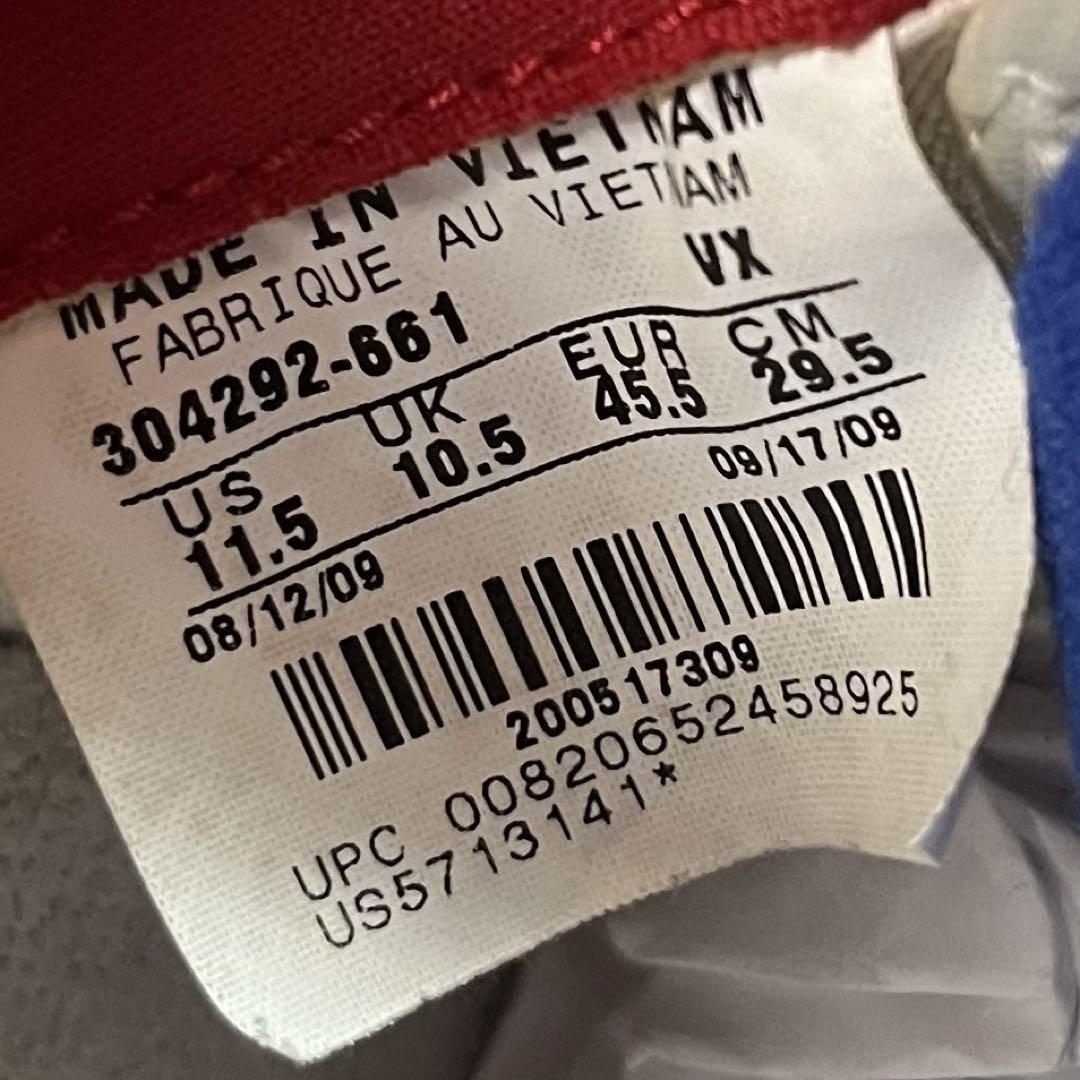 MADE IN VIETNAM
FABRIQUE AU VIETNAM
304292-661 VX
US UK EUR CM
11.5 10.5 45.5 29.5
08/12/09 09/17/09
200517309
UPC 00820652458925
US5713141*